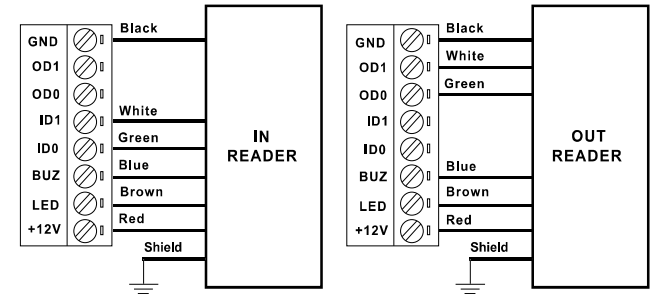 GND Black
OD1
OD0
ID1 White
ID0 Green
BUZ Blue
LED Brown
+12V Red
Shield
IN
READER
GND Black
OD1 White
OD0 Green
ID1
ID0
BUZ Blue
LED Brown
+12V Red
Shield
OUT
READER